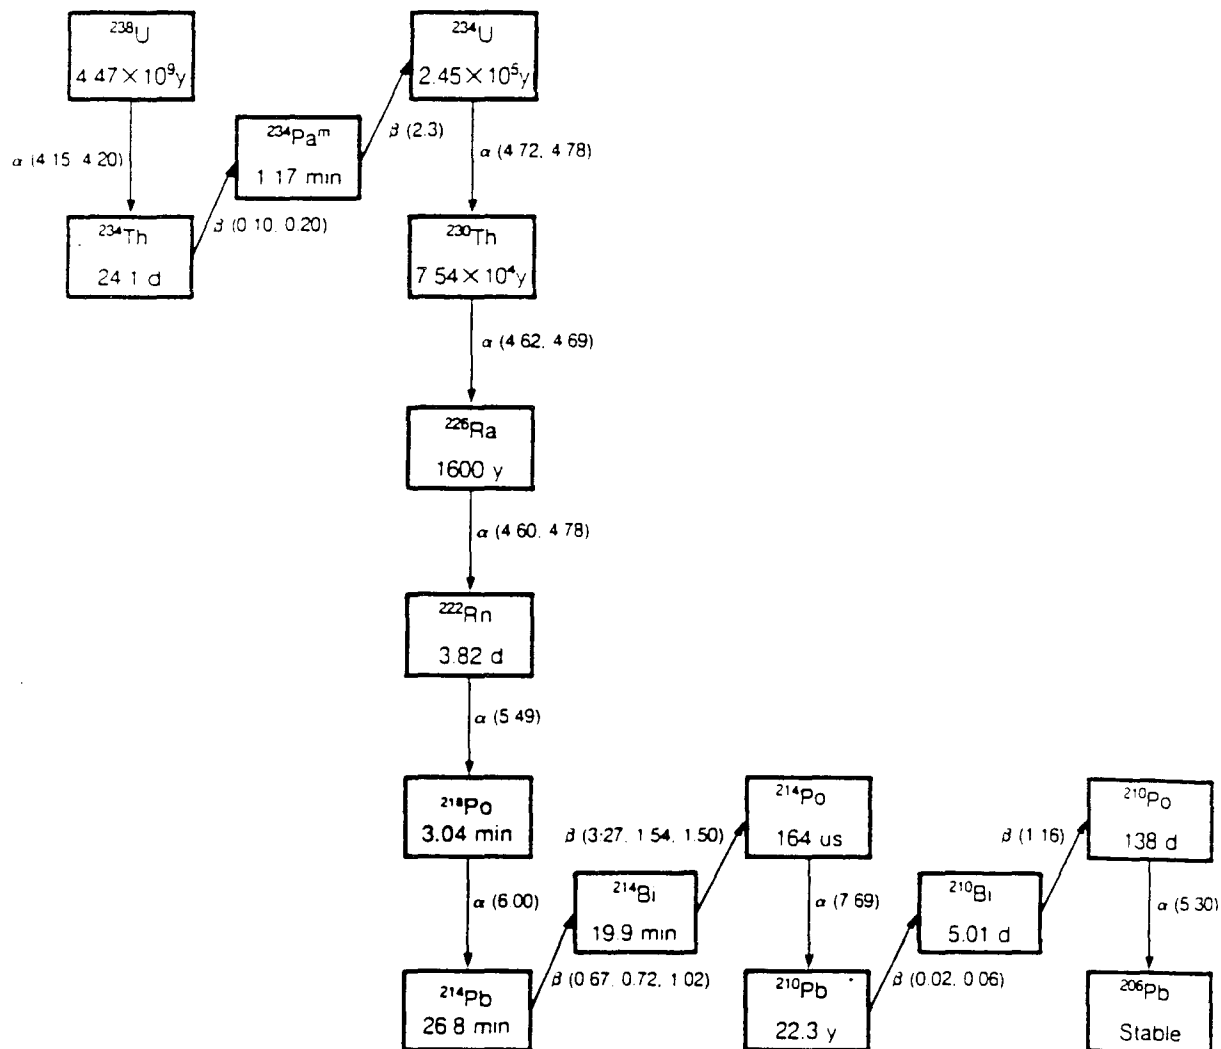 238U
4.47×10⁹y
234U
2.45×10⁵y
234Paᵐ
1.17 min
β (2.3)
α (4.15, 4.20)
α (4.72, 4.78)
234Th
24.1 d
β (0.10, 0.20)
230Th
7.54×10⁴y
α (4.62, 4.69)
226Ra
1600 y
α (4.60, 4.78)
222Rn
3.82 d
α (5.49)
218Po
3.04 min
β (3.27, 1.54, 1.50)
214Po
164 us
β (1.16)
210Po
138 d
α (6.00)
214Bi
19.9 min
α (7.69)
210Bi
5.01 d
α (5.30)
214Pb
26.8 min
β (0.67, 0.72, 1.02)
210Pb
22.3 y
β (0.02, 0.06)
206Pb
Stable